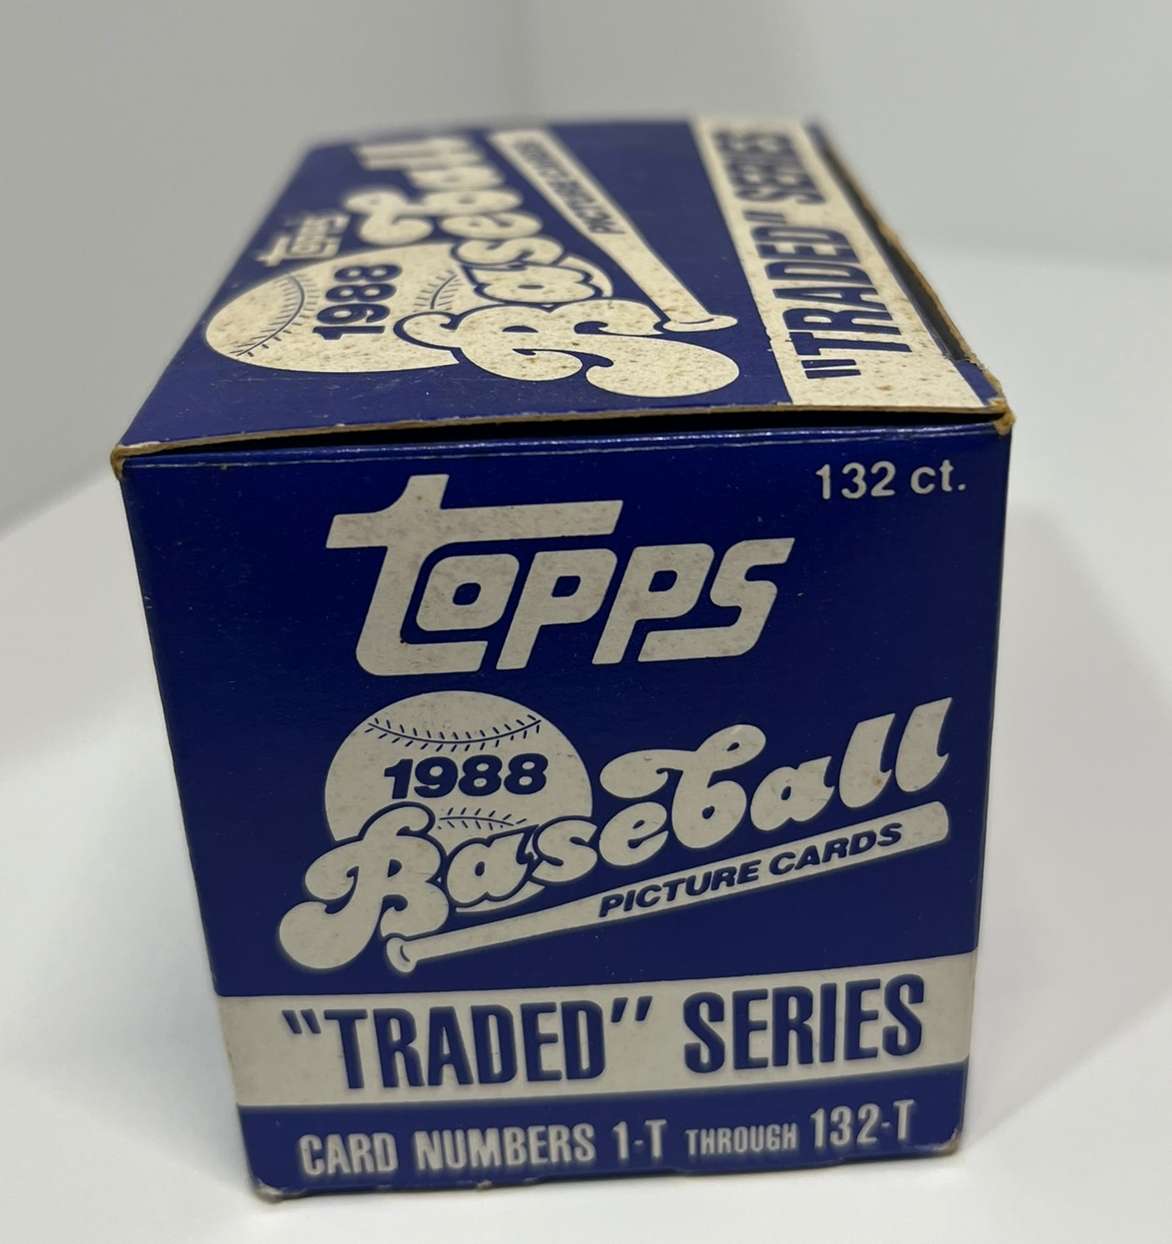 topps
1988
Baseball
PICTURE CARDS
"TRADED" SERIES
132 ct.
topps
1988
Baseball
PICTURE CARDS
"TRADED" SERIES
CARD NUMBERS 1-T THROUGH 132-T